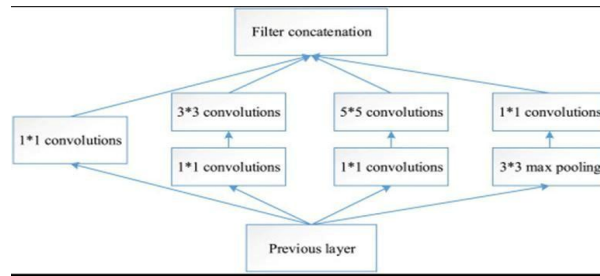 Filter concatenation
3*3 convolutions
5*5 convolutions
1*1 convolutions
1*1 convolutions
1*1 convolutions
1*1 convolutions
3*3 max pooling
Previous layer